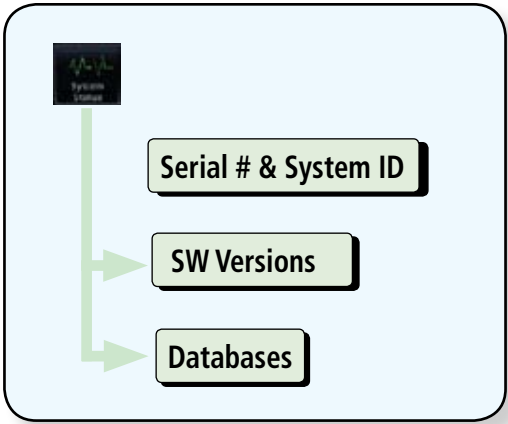 System
Status
Serial # & System ID
SW Versions
Databases